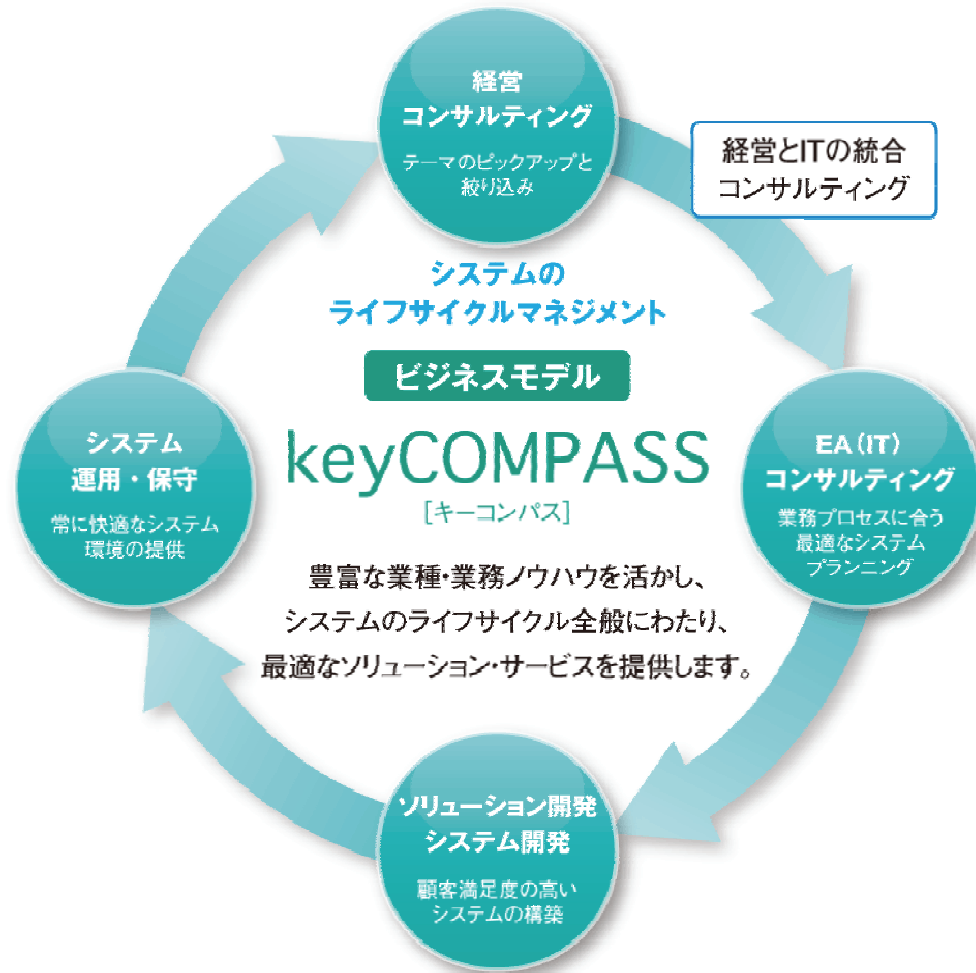 経営
コンサルティング
テーマのピックアップと
絞り込み
経営とITの統合
コンサルティング
システムの
ライフサイクルマネジメント
ビジネスモデル
keyCOMPASS
[キーコンパス]
豊富な業種・業務ノウハウを活かし、
システムのライフサイクル全般にわたり、
最適なソリューション・サービスを提供します。
システム
運用・保守
常に快適なシステム
環境の提供
EA(IT)
コンサルティング
業務プロセスに合う
最適なシステム
プランニング
ソリューション開発
システム開発
顧客満足度の高い
システムの構築